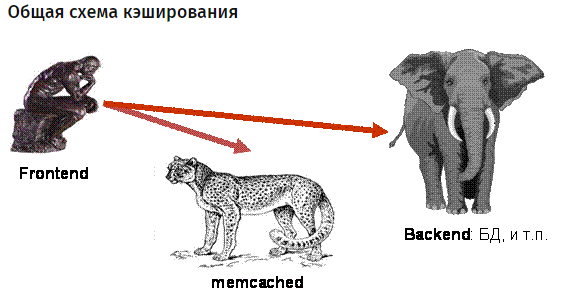 Общая схема кэширования
Frontend
Backend: БД, и т.п.
memcached